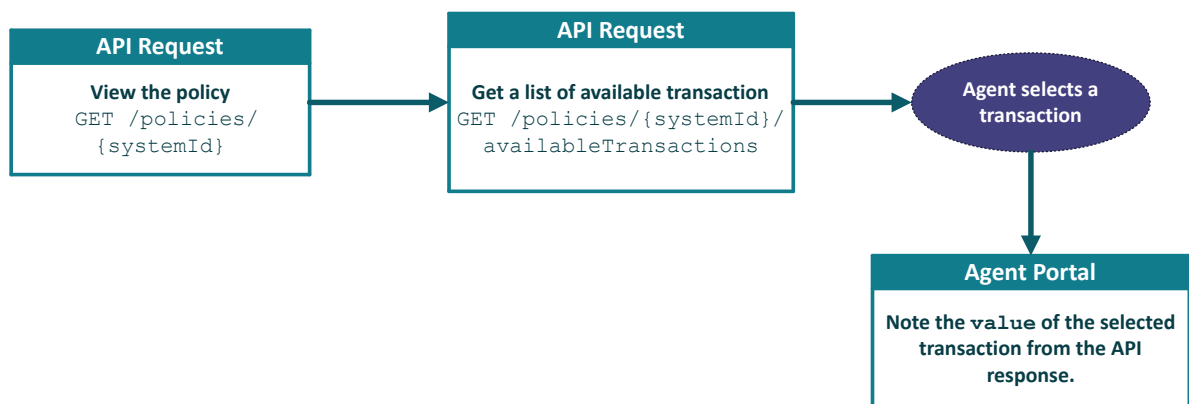 API Request
View the policy
GET /policies/
{systemId}
API Request
Get a list of available transaction
GET /policies/{systemId}/
availableTransactions
Agent selects a
transaction
Agent Portal
Note the value of the selected
transaction from the API
response.